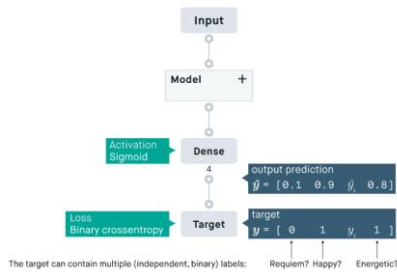 Input
Model +
Activation
Sigmoid
Dense
4
output prediction
ŷ = [0.1 0.9 ŷᵢ 0.8]
Loss
Binary crossentropy
Target
target
y = [ 0 1 yᵢ 1 ]
The target can contain multiple (independent, binary) labels: Requiem? Happy? Energetic?